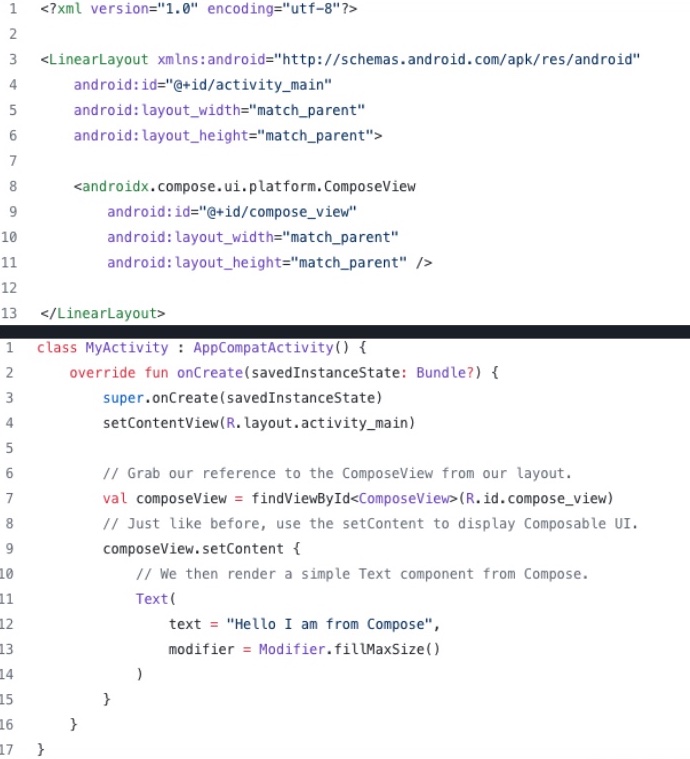 1 <?xml version="1.0" encoding="utf-8"?>
2
3 <LinearLayout xmlns:android="http://schemas.android.com/apk/res/android"
4     android:id="@+id/activity_main"
5     android:layout_width="match_parent"
6     android:layout_height="match_parent">
7
8     <androidx.compose.ui.platform.ComposeView
9         android:id="@+id/compose_view"
10         android:layout_width="match_parent"
11         android:layout_height="match_parent" />
12
13 </LinearLayout>
1 class MyActivity : AppCompatActivity() {
2     override fun onCreate(savedInstanceState: Bundle?) {
3         super.onCreate(savedInstanceState)
4         setContentView(R.layout.activity_main)
5
6         // Grab our reference to the ComposeView from our layout.
7         val composeView = findViewById<ComposeView>(R.id.compose_view)
8         // Just like before, use the setContent to display Composable UI.
9         composeView.setContent {
10             // We then render a simple Text component from Compose.
11             Text(
12                 text = "Hello I am from Compose",
13                 modifier = Modifier.fillMaxSize()
14             )
15         }
16     }
17 }